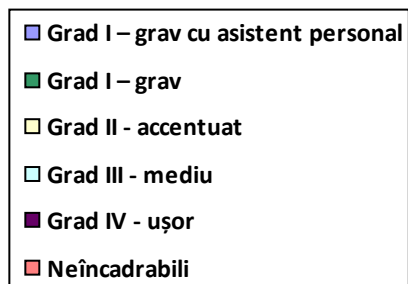 Grad I – grav cu asistent personal
Grad I – grav
Grad II - accentuat
Grad III - mediu
Grad IV - ușor
Neîncadrabili